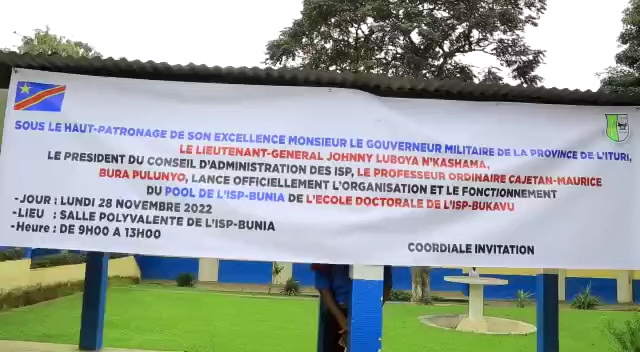 SOUS LE HAUT-PATRONAGE DE SON EXCELLENCE MONSIEUR LE GOUVERNEUR MILITAIRE DE LA PROVINCE DE L'ITURI,
LE LIEUTENANT-GENERAL JOHNNY LUBOYA N'KASHAMA,
LE PRESIDENT DU CONSEIL D'ADMINISTRATION DES ISP, LE PROFESSEUR ORDINAIRE CAJETAN-MAURICE
BURA PULUNYO, LANCE OFFICIELLEMENT L'ORGANISATION ET LE FONCTIONNEMENT
DU POOL DE L'ISP-BUNIA DE L'ECOLE DOCTORALE DE L'ISP-BUKAVU
- JOUR : LUNDI 28 NOVEMBRE 2022
- LIEU : SALLE POLYVALENTE DE L'ISP-BUNIA
- Heure : DE 9H00 A 13H00
COORDIALE INVITATION